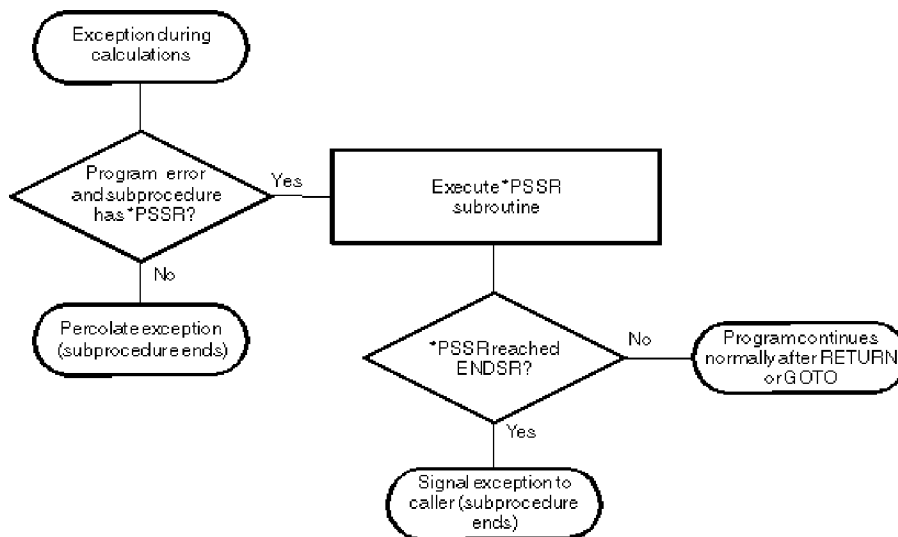 Exception during
calculations
Program error
and subprocedure
has *PSSR?
Yes
Execute *PSSR
subroutine
No
Percolate exception
(subprocedure ends)
*PSSR reached
ENDSR?
No
Program continues
normally after RETURN
or GOTO
Yes
Signal exception to
caller (subprocedure
ends)